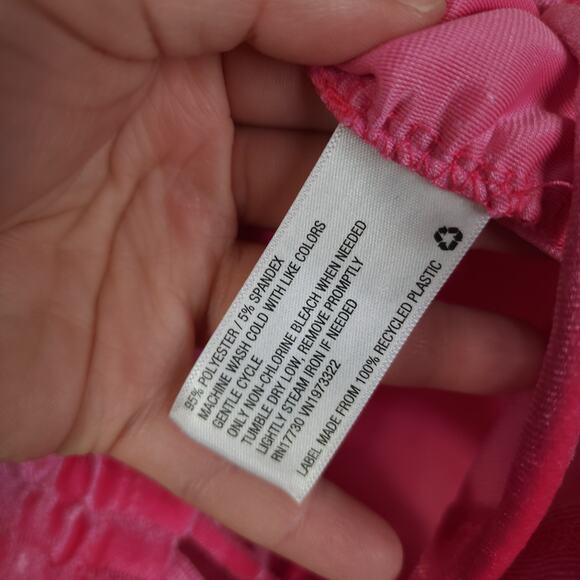 95% POLYESTER / 5% SPANDEX
MACHINE WASH COLD WITH LIKE COLORS
GENTLE CYCLE
ONLY NON-CHLORINE BLEACH WHEN NEEDED
TUMBLE DRY LOW, REMOVE PROMPTLY
LIGHTLY STEAM IRON IF NEEDED
RN17730 VN1973322
LABEL MADE FROM 100% RECYCLED PLASTIC